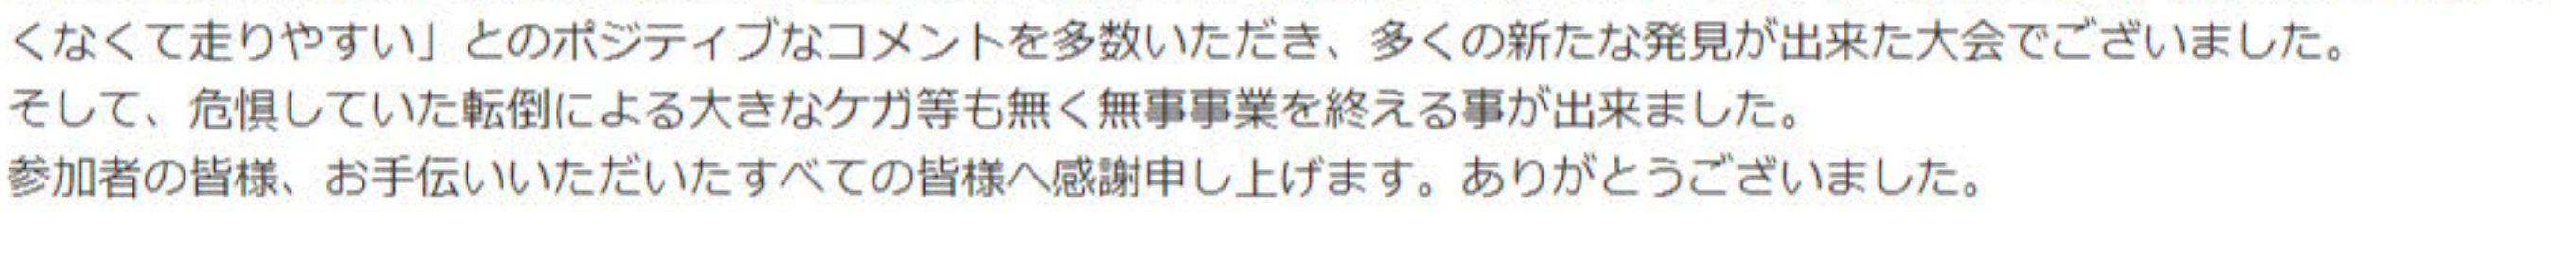 くなくて走りやすい」とのポジティブなコメントを多数いただき、多くの新たな発見が出来た大会でございました。
そして、危惧していた転倒による大きなケガ等も無く無事事業を終える事が出来ました。
参加者の皆様、お手伝いいただいたすべての皆様へ感謝申し上げます。ありがとうございました。